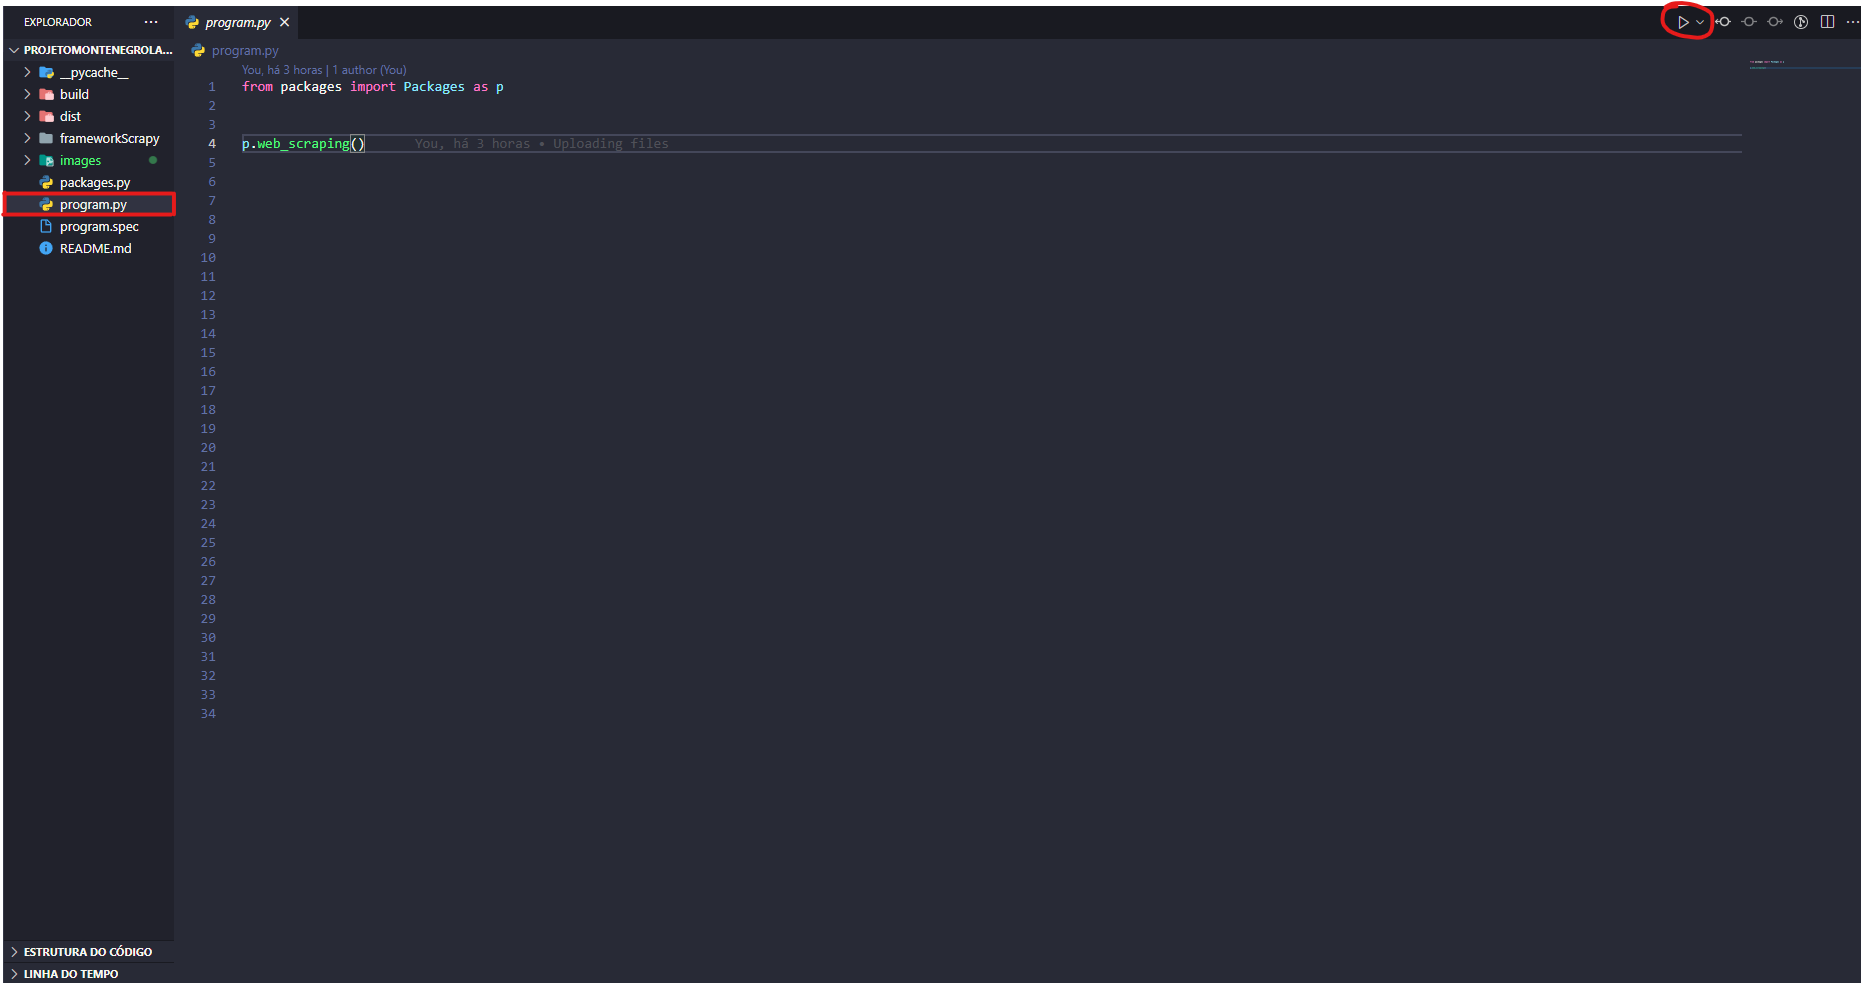 EXPLORADOR
PROJETOMONTENEGROLA...
__pycache__
build
dist
frameworkScrapy
images
packages.py
program.py
program.spec
README.md
ESTRUTURA DO CÓDIGO
LINHA DO TEMPO
program.py
program.py
You, há 3 horas | 1 author (You)
1 from packages import Packages as p
2
3
4 p.web_scraping() You, há 3 horas • Uploading files
5
6
7
8
9
10
11
12
13
14
15
16
17
18
19
20
21
22
23
24
25
26
27
28
29
30
31
32
33
34